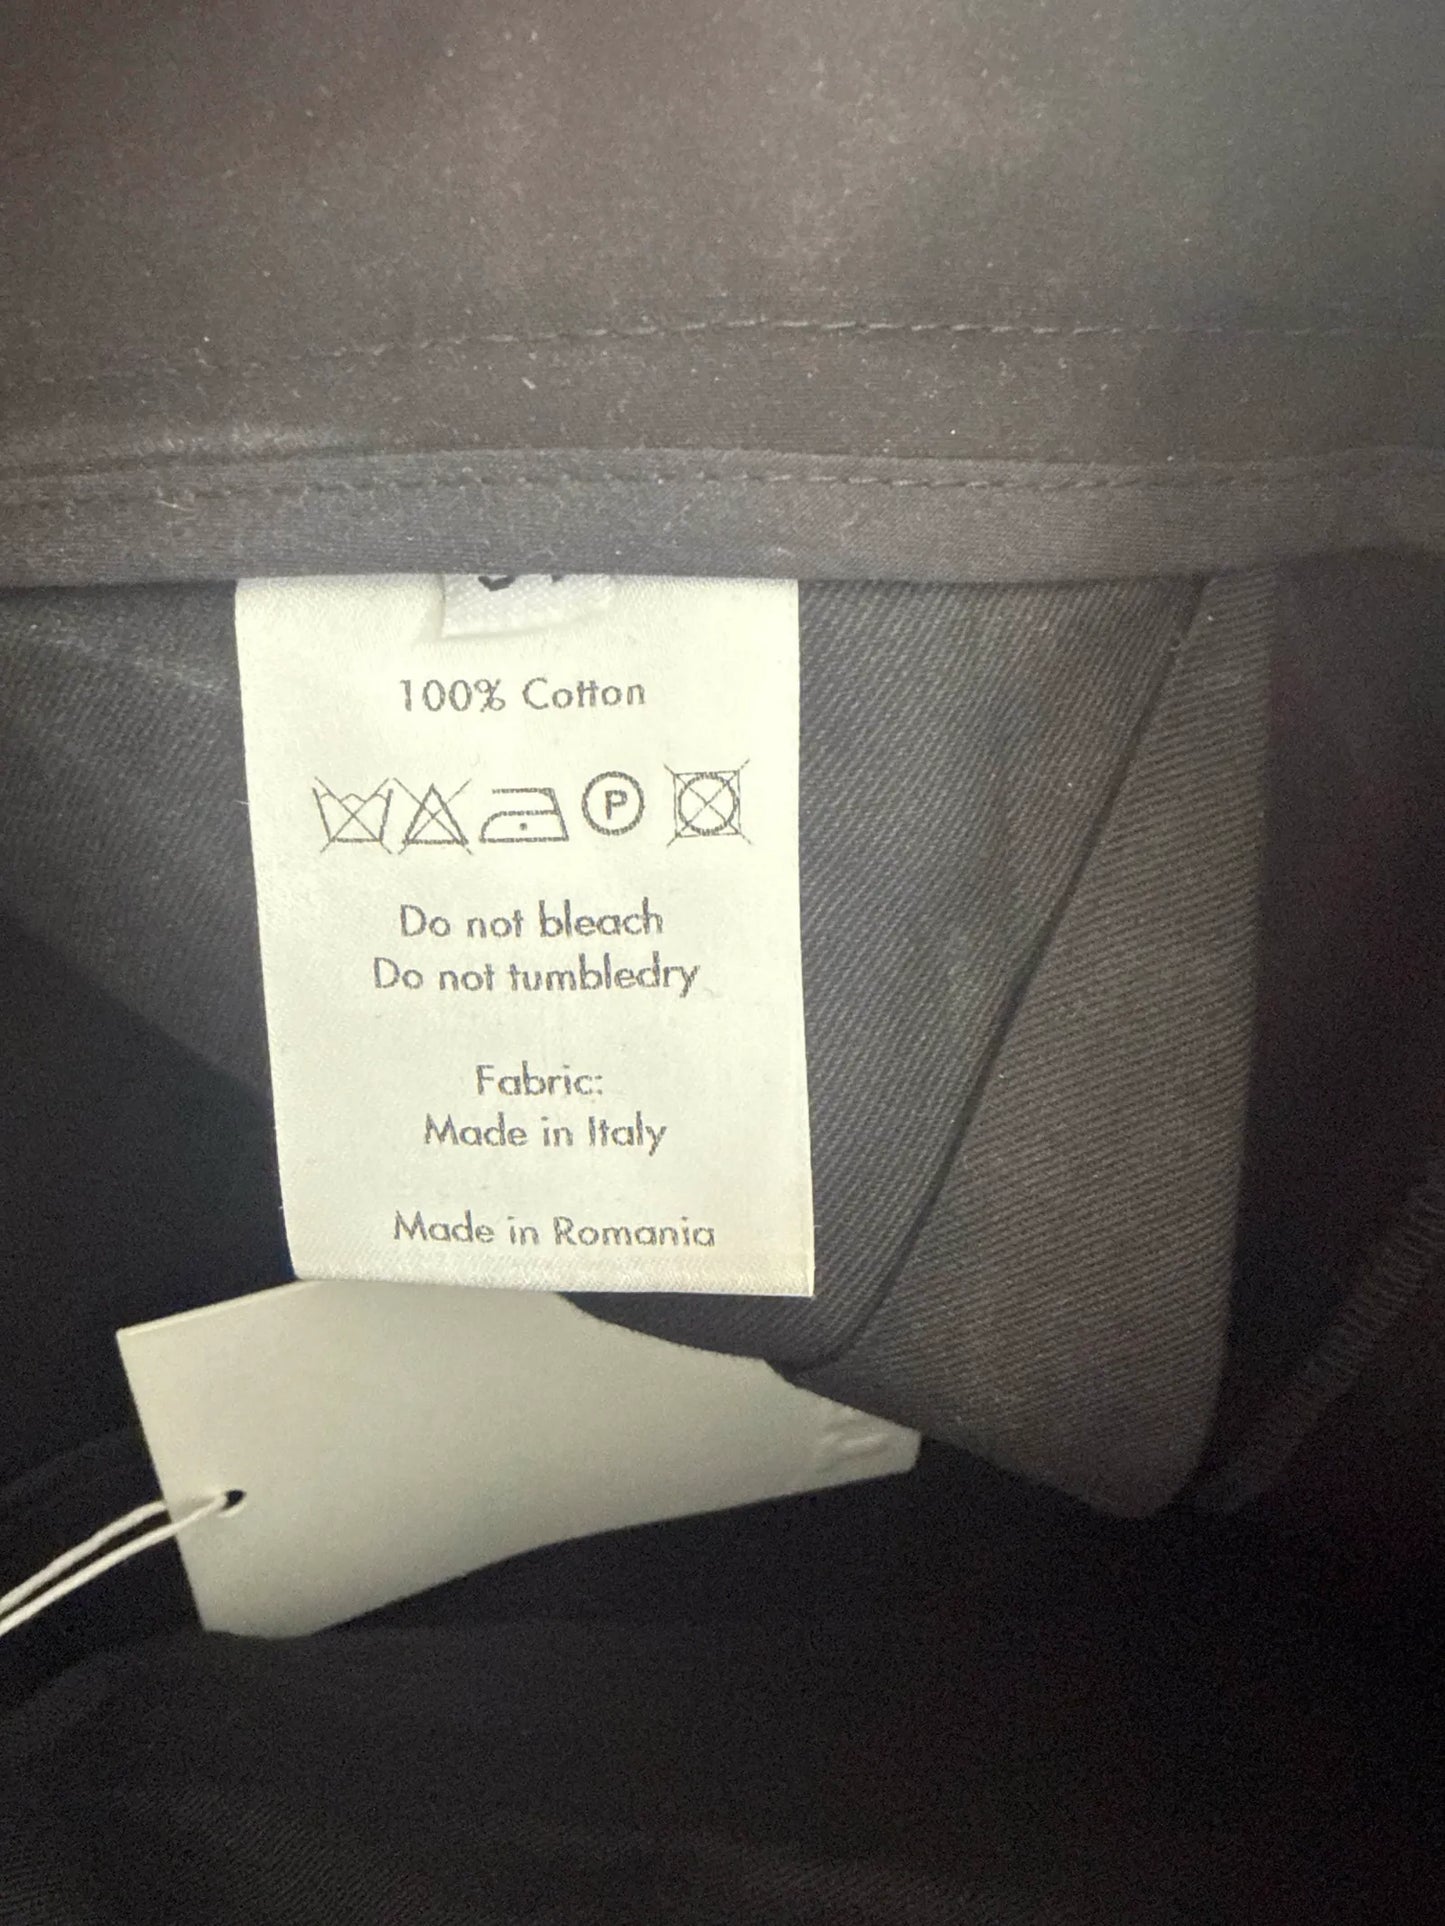 100% Cotton
P
Do not bleach
Do not tumbledry
Fabric:
Made in Italy
Made in Romania